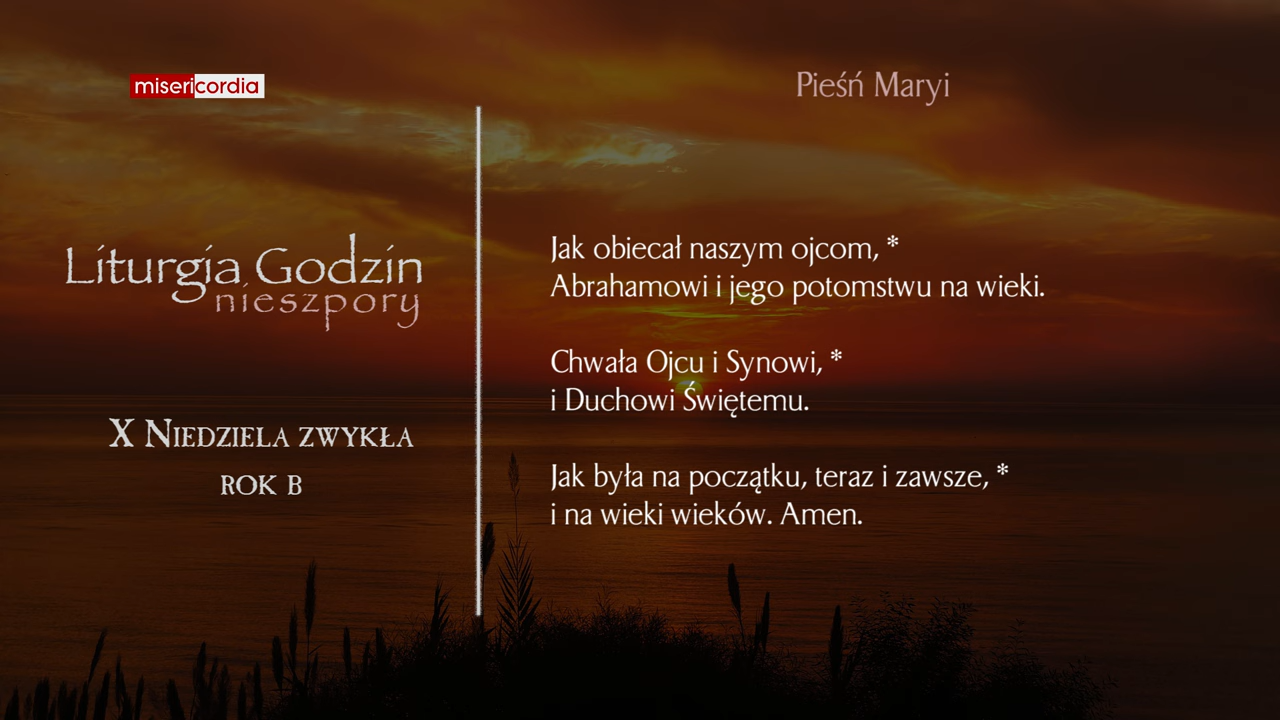 misericordia
Liturgia Godzin
nieszpory
X Niedziela zwykła
rok B
Pieśń Maryi
Jak obiecał naszym ojcom, *
Abrahamowi i jego potomstwu na wieki.
Chwała Ojcu i Synowi, *
i Duchowi Świętemu.
Jak była na początku, teraz i zawsze, *
i na wieki wieków. Amen.